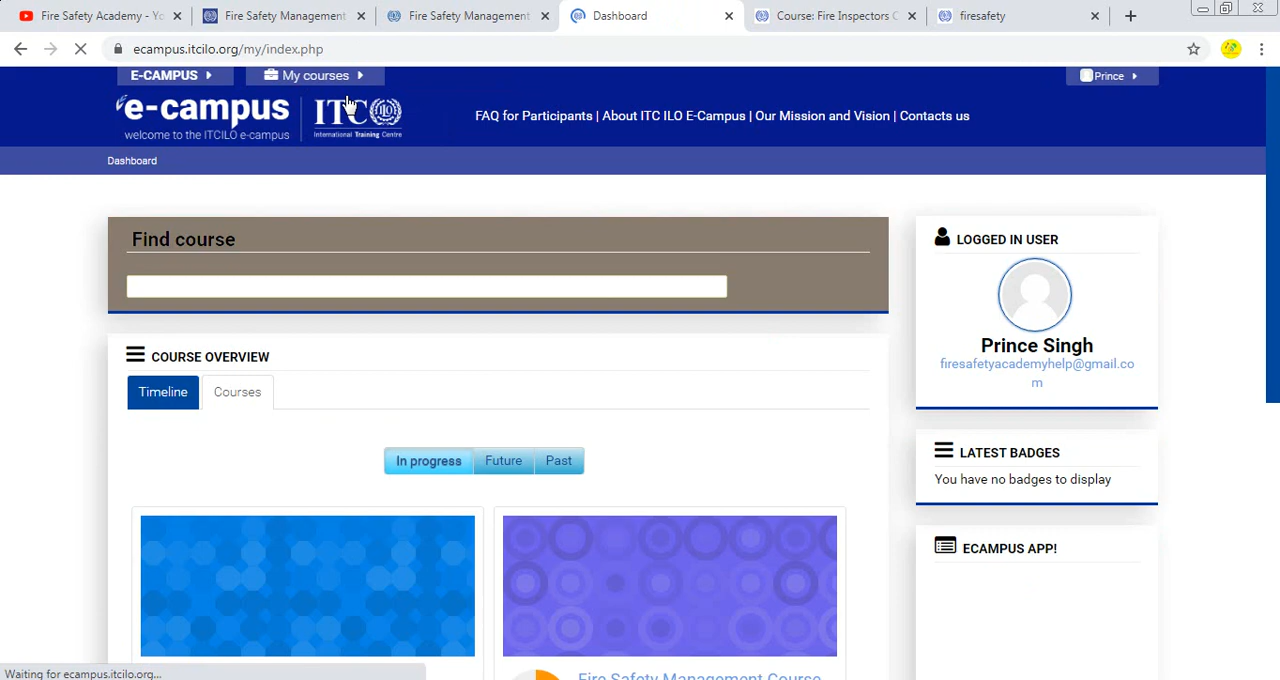 Fire Safety Academy - Yo
Fire Safety Management
Fire Safety Management
Dashboard
Course: Fire Inspectors C
firesafety
ecampus.itcilo.org/my/index.php
E-CAMPUS
My courses
Prince
e-campus
welcome to the ITCILO e-campus
ITC
International Training Centre
FAQ for Participants | About ITC ILO E-Campus | Our Mission and Vision | Contacts us
Dashboard
Find course
LOGGED IN USER
Prince Singh
firesafetyacademyhelp@gmail.co
m
COURSE OVERVIEW
Timeline
Courses
In progress
Future
Past
LATEST BADGES
You have no badges to display
ECAMPUS APP!
Fire Safety Management Course
Waiting for ecampus.itcilo.org...